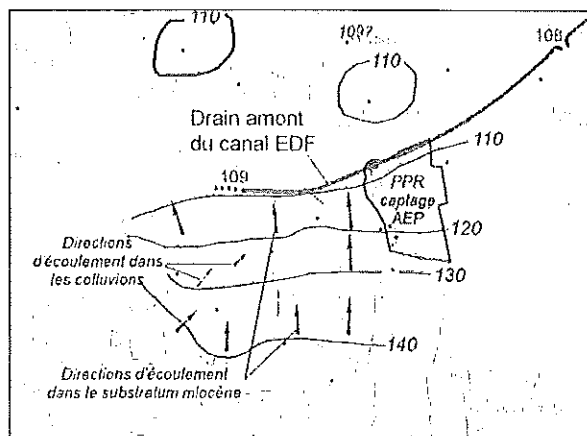 110
109?
108
110
Drain amont
du canal EDF
110
109
PPR
captage
AEP
120
Directions
d'écoulement dans
les colluvions
130
140
Directions d'écoulement
dans le substratum miocène